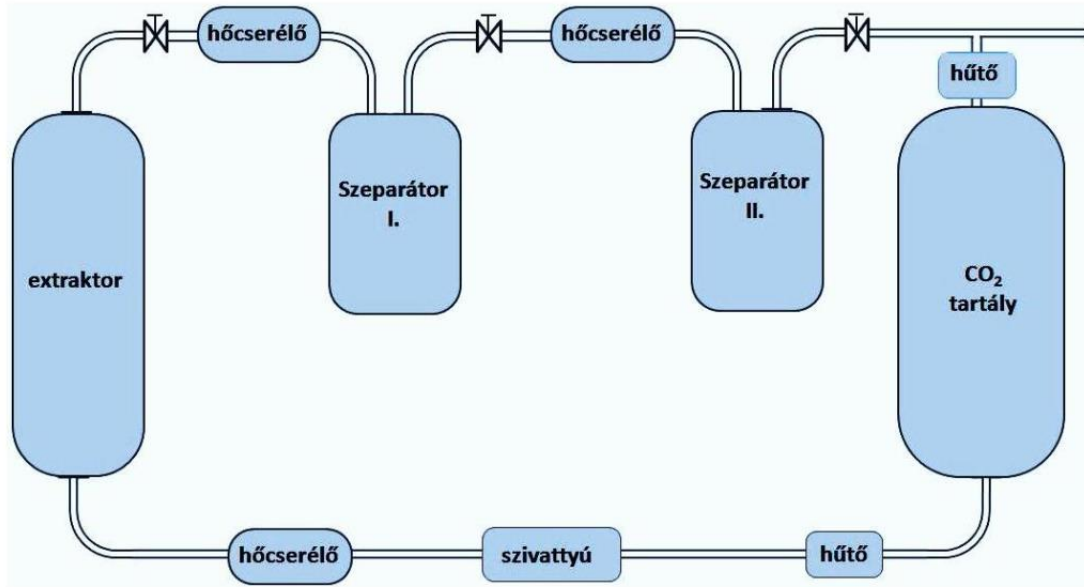 hőcserélő
hőcserélő
hűtő
Szeparátor
I.
Szeparátor
II.
extraktor
CO₂
tartály
hőcserélő
szivattyú
hűtő